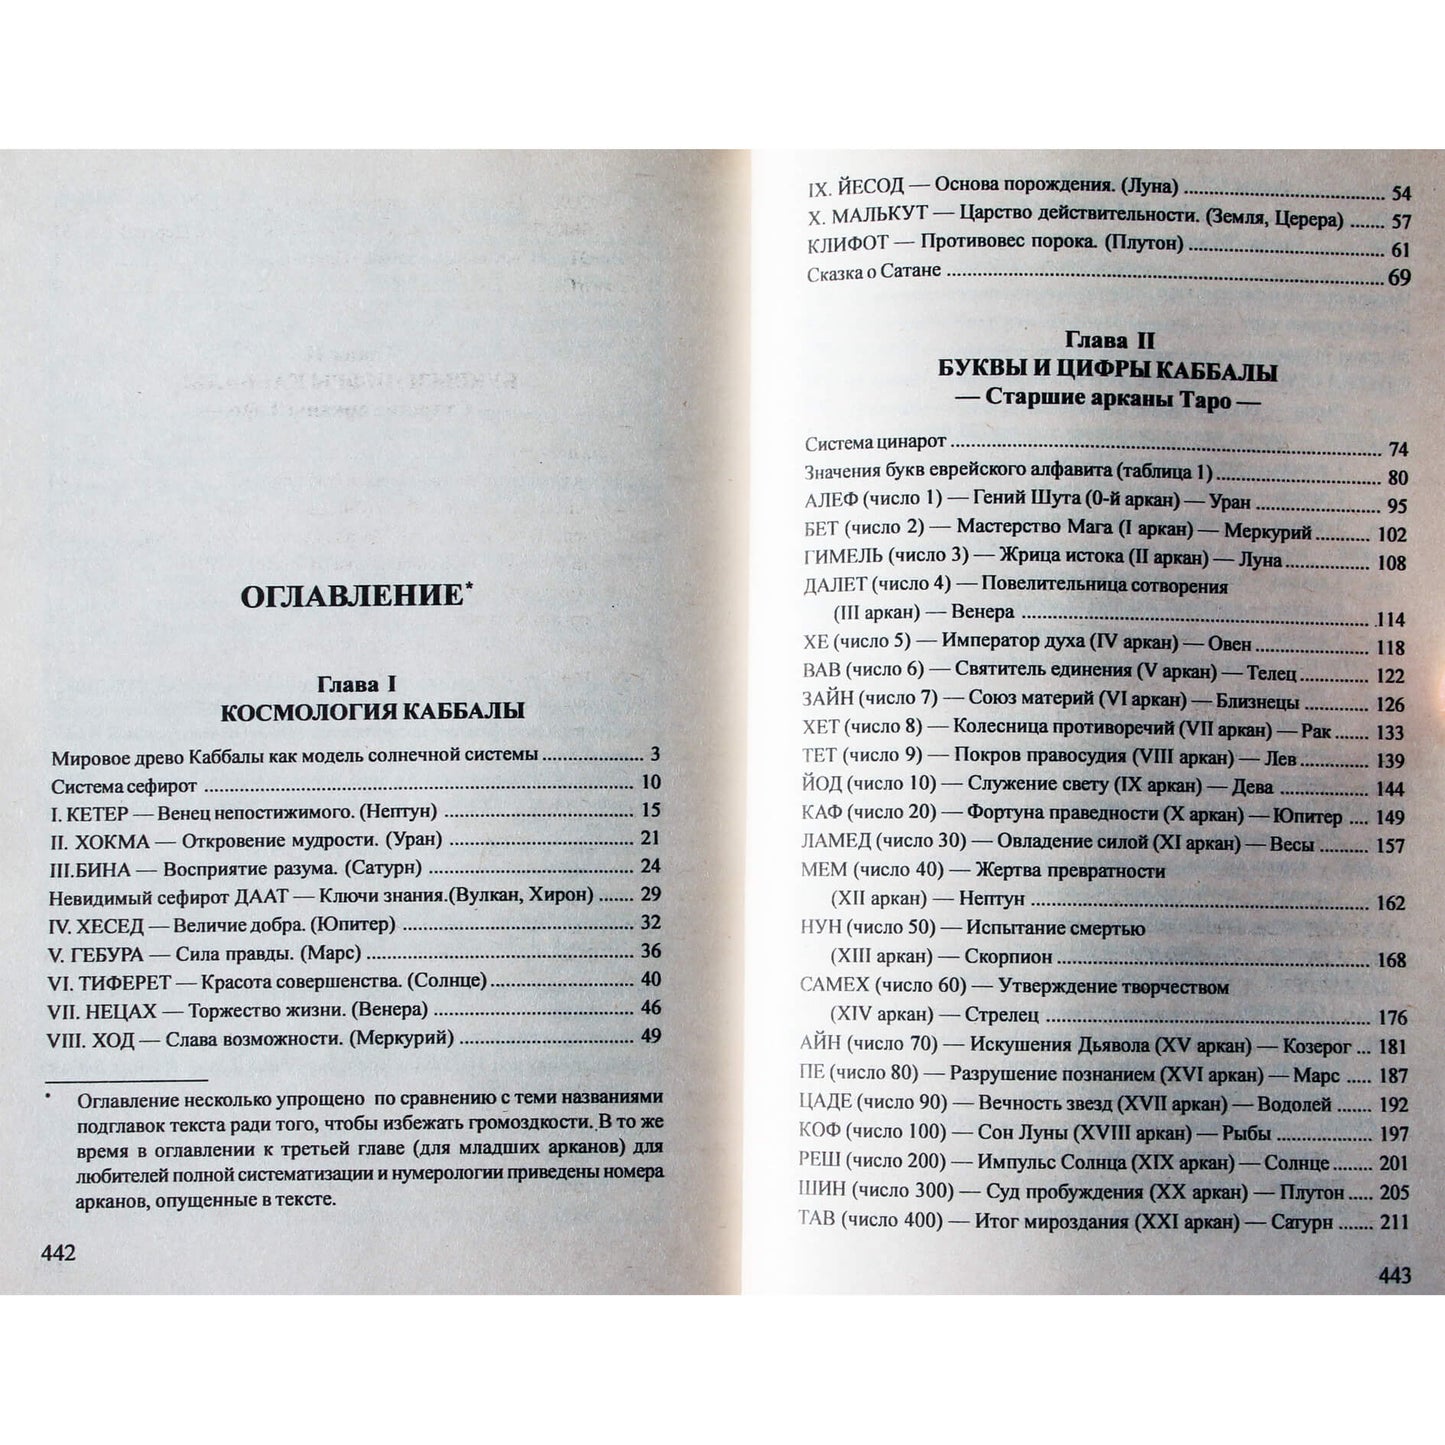 ОГЛАВЛЕНИЕ*
Глава I
КОСМОЛОГИЯ КАББАЛЫ
Мировое древо Каббалы как модель солнечной системы .................... 3
Система сефирот .................... 10
I. КЕТЕР — Венец непостижимого. (Нептун) .................... 15
II. ХОКМА — Откровение мудрости. (Уран) .................... 21
III.БИНА — Восприятие разума. (Сатурн) .................... 24
Невидимый сефирот ДААТ — Ключи знания.(Вулкан, Хирон) ....... 29
IV. ХЕСЕД — Величие добра. (Юпитер) .................... 32
V. ГЕБУРА — Сила правды. (Марс) .................... 36
VI. ТИФЕРЕТ — Красота совершенства. (Солнце) .................... 40
VII. НЕЦАХ — Торжество жизни. (Венера) .................... 46
VIII. ХОД — Слава возможности. (Меркурий) .................... 49
* Оглавление несколько упрощено по сравнению с теми названиями
подглавок текста ради того, чтобы избежать громоздкости. В то же
время в оглавлении к третьей главе (для младших арканов) для
любителей полной систематизации и нумерологии приведены номера
арканов, опущенные в тексте.
442
IX. ЙЕСОД — Основа порождения. (Луна) .................... 54
X. МАЛЬКУТ — Царство действительности. (Земля, Церера) ....... 57
КЛИФОТ — Противовес порока. (Плутон) .................... 61
Сказка о Сатане .................... 69
Глава II
БУКВЫ И ЦИФРЫ КАББАЛЫ
— Старшие арканы Таро —
Система цинарот .................... 74
Значения букв еврейского алфавита (таблица 1) .................... 80
АЛЕФ (число 1) — Гений Шута (0-й аркан) — Уран .................... 95
БЕТ (число 2) — Мастерство Мага (I аркан) — Меркурий ........... 102
ГИМЕЛЬ (число 3) — Жрица истока (II аркан) — Луна ................. 108
ДАЛЕТ (число 4) — Повелительница сотворения
(III аркан) — Венера .................... 114
ХЕ (число 5) — Император духа (IV аркан) — Овен .................... 118
ВАВ (число 6) — Святитель единения (V аркан) — Телец .............. 122
ЗАЙН (число 7) — Союз материй (VI аркан) — Близнецы ............. 126
ХЕТ (число 8) — Колесница противоречий (VII аркан) — Рак ....... 133
ТЕТ (число 9) — Покров правосудия (VIII аркан) — Лев .............. 139
ЙОД (число 10) — Служение свету (IX аркан) — Дева .................. 144
КАФ (число 20) — Фортуна праведности (X аркан) — Юпитер .... 149
ЛАМЕД (число 30) — Овладение силой (XI аркан) — Весы .......... 157
МЕМ (число 40) — Жертва превратности
(XII аркан) — Нептун .................... 162
НУН (число 50) — Испытание смертью
(XIII аркан) — Скорпион .................... 168
САМЕХ (число 60) — Утверждение творчеством
(XIV аркан) — Стрелец .................... 176
АЙН (число 70) — Искушения Дьявола (XV аркан) — Козерог ... 181
ПЕ (число 80) — Разрушение познанием (XVI аркан) — Марс ..... 187
ЦАДЕ (число 90) — Вечность звезд (XVII аркан) — Водолей ....... 192
КОФ (число 100) — Сон Луны (XVIII аркан) — Рыбы .................... 197
РЕШ (число 200) — Импульс Солнца (XIX аркан) — Солнце ........ 201
ШИН (число 300) — Суд пробуждения (XX аркан) — Плутон ..... 205
ТАВ (число 400) — Итог мироздания (XXI аркан) — Сатурн ....... 211
443